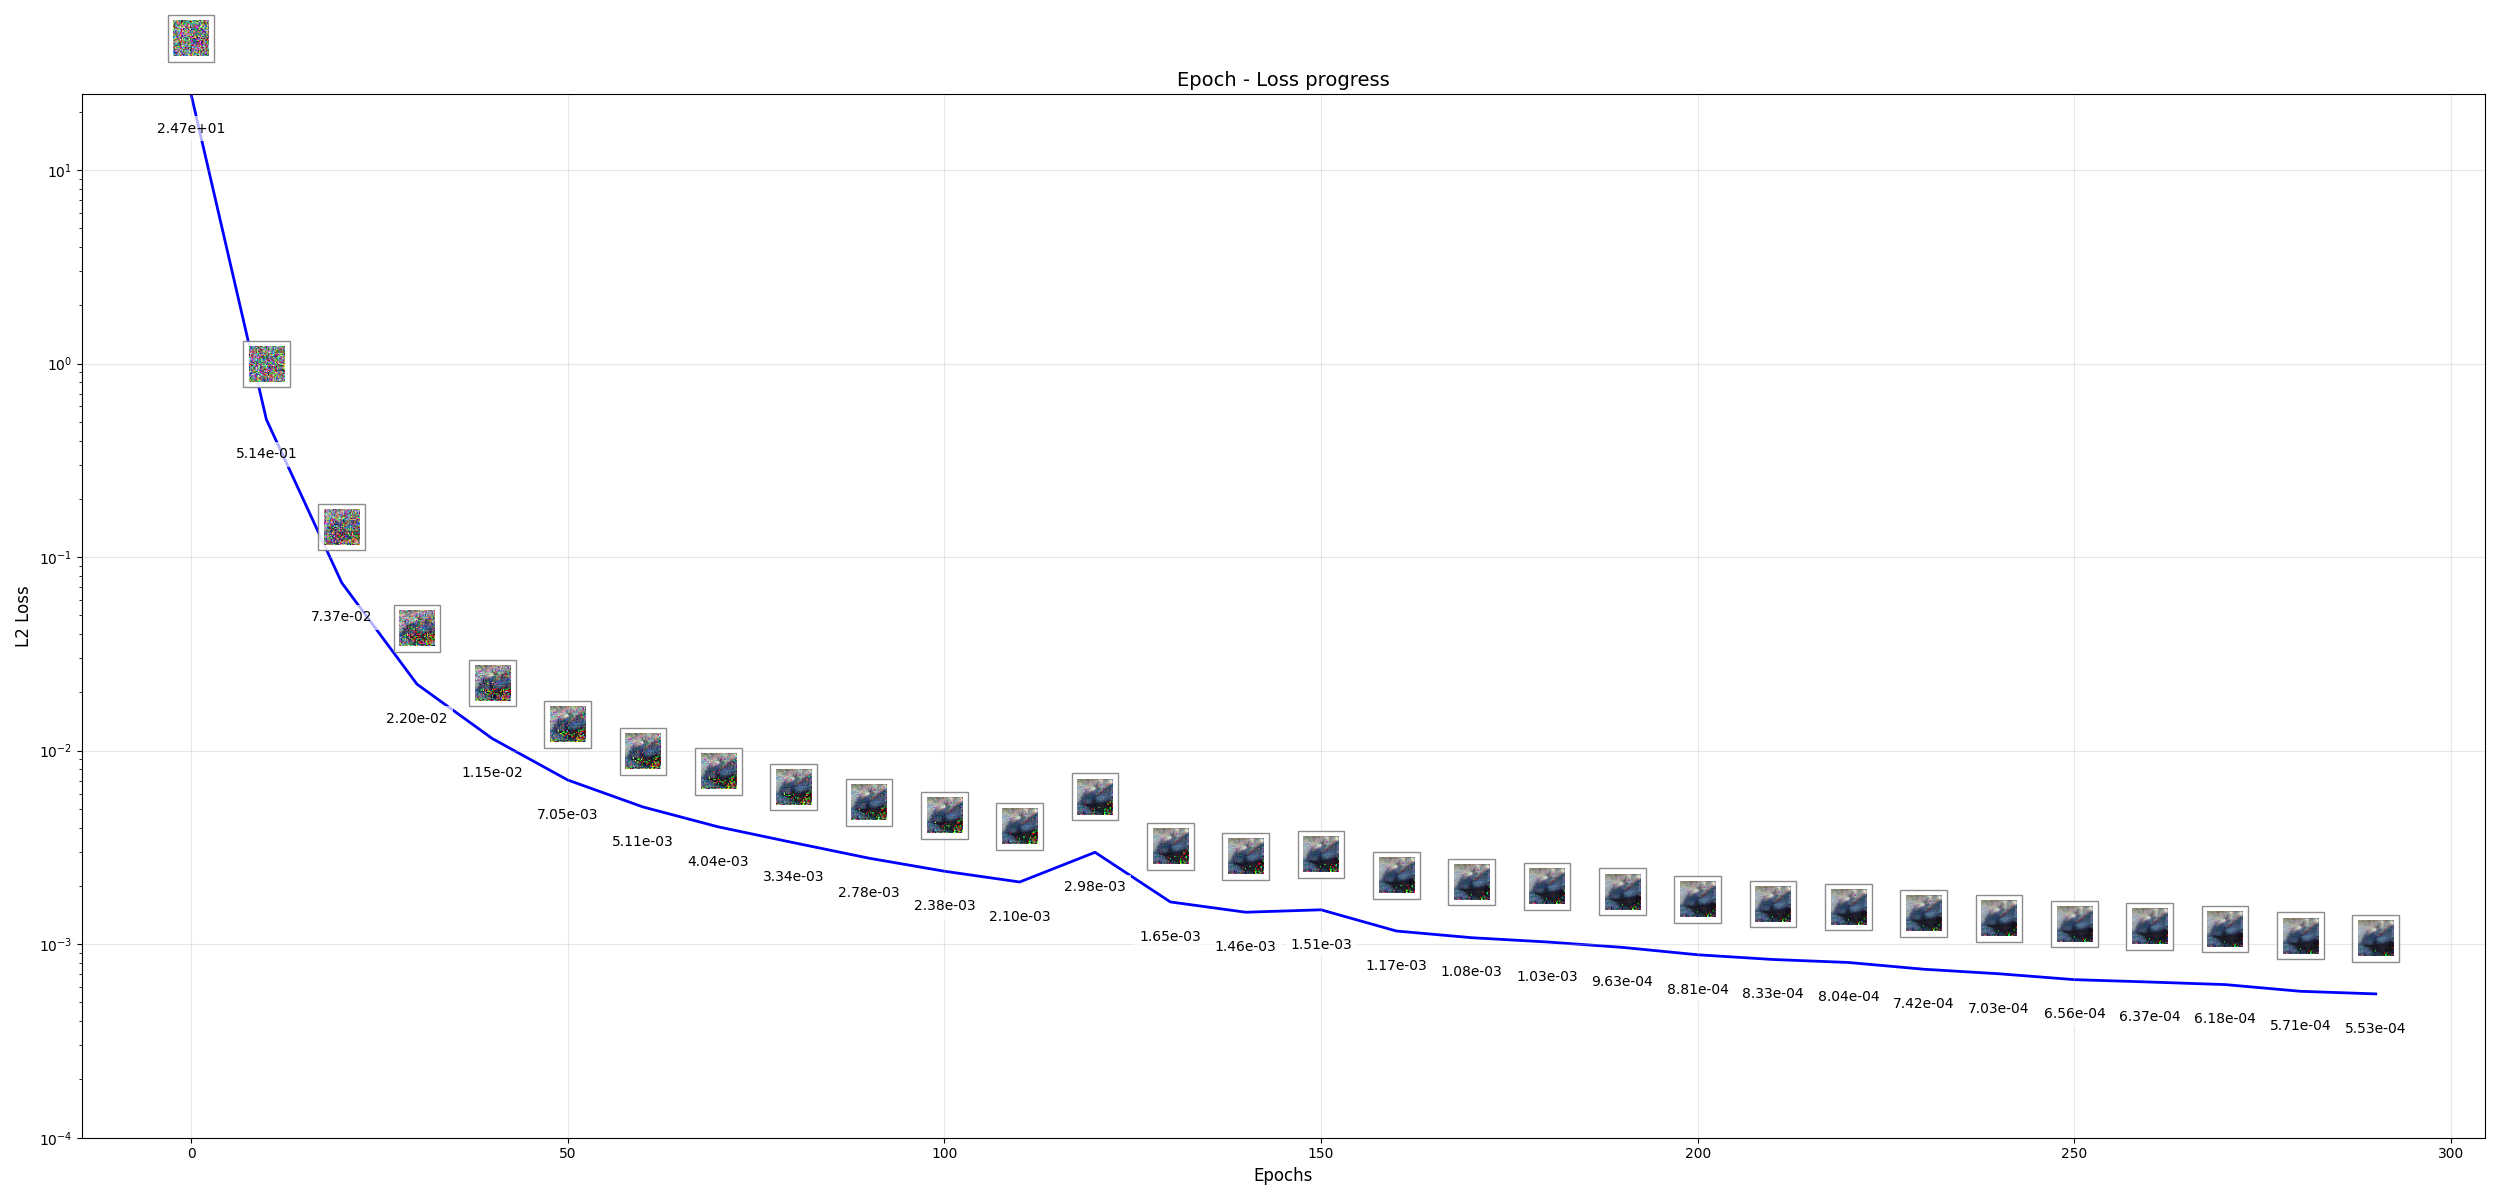 Epoch - Loss progress
L2 Loss
10¹
10⁰
10⁻¹
10⁻²
10⁻³
10⁻⁴
2.47e+01
5.14e-01
7.37e-02
2.20e-02
1.15e-02
7.05e-03
5.11e-03
4.04e-03
3.34e-03
2.78e-03
2.38e-03
2.10e-03
2.98e-03
1.65e-03
1.46e-03
1.51e-03
1.17e-03
1.08e-03
1.03e-03
9.63e-04
8.81e-04
8.33e-04
8.04e-04
7.42e-04
7.03e-04
6.56e-04
6.37e-04
6.18e-04
5.71e-04
5.53e-04
0 50 100 150 200 250 300
Epochs